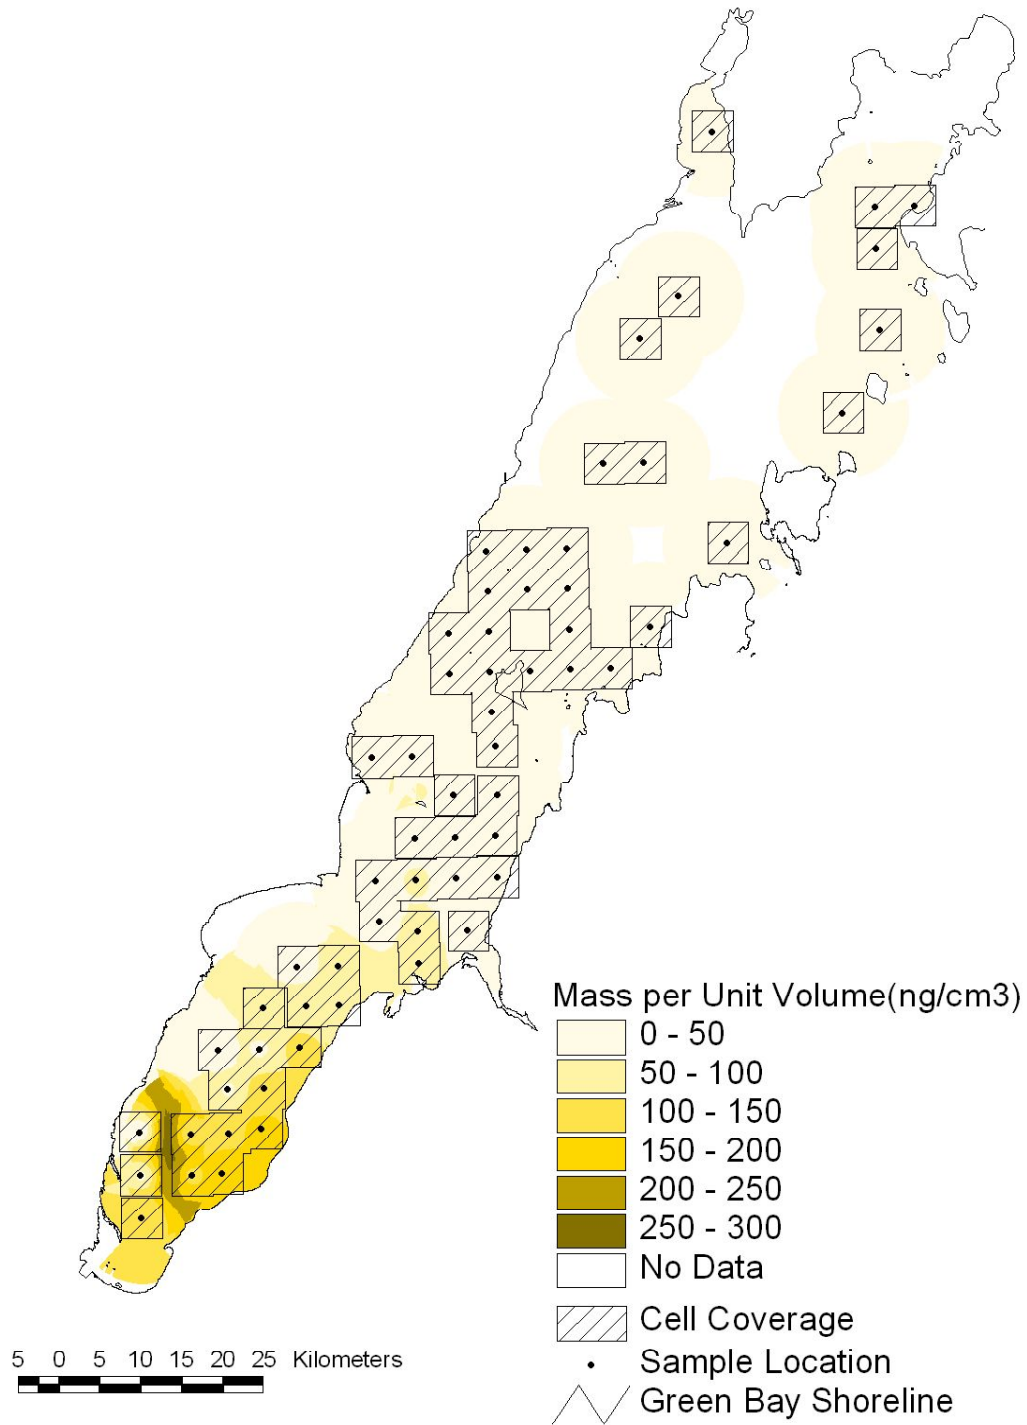 Mass per Unit Volume(ng/cm3)
0 - 50
50 - 100
100 - 150
150 - 200
200 - 250
250 - 300
No Data
Cell Coverage
Sample Location
Green Bay Shoreline
5 0 5 10 15 20 25 Kilometers